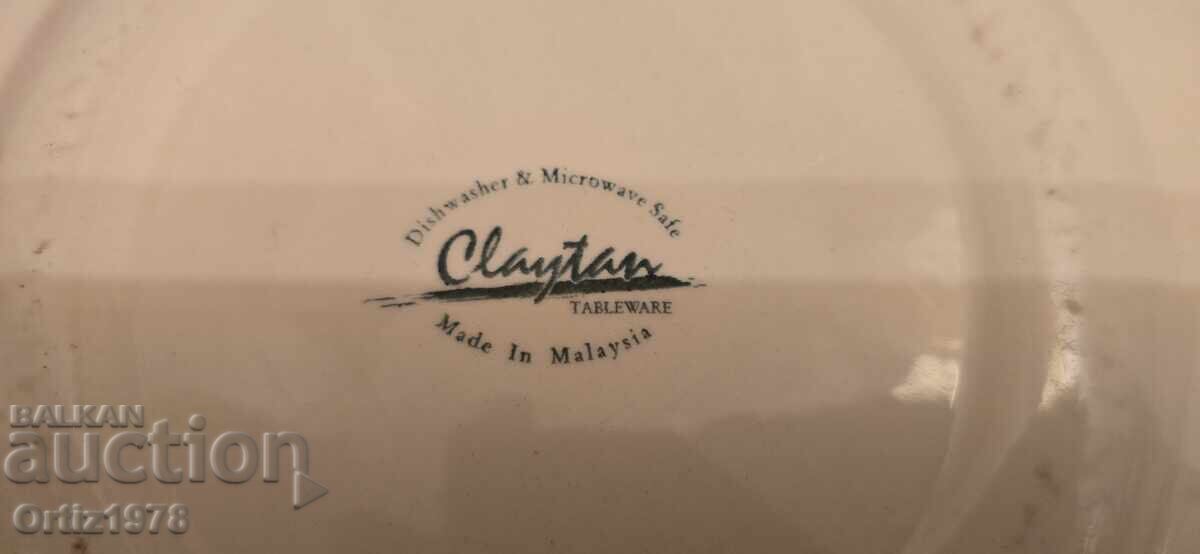 Dishwasher & Microwave Safe
Claytan
TABLEWARE
Made In Malaysia
BALKAN
auction
Ortiz1978